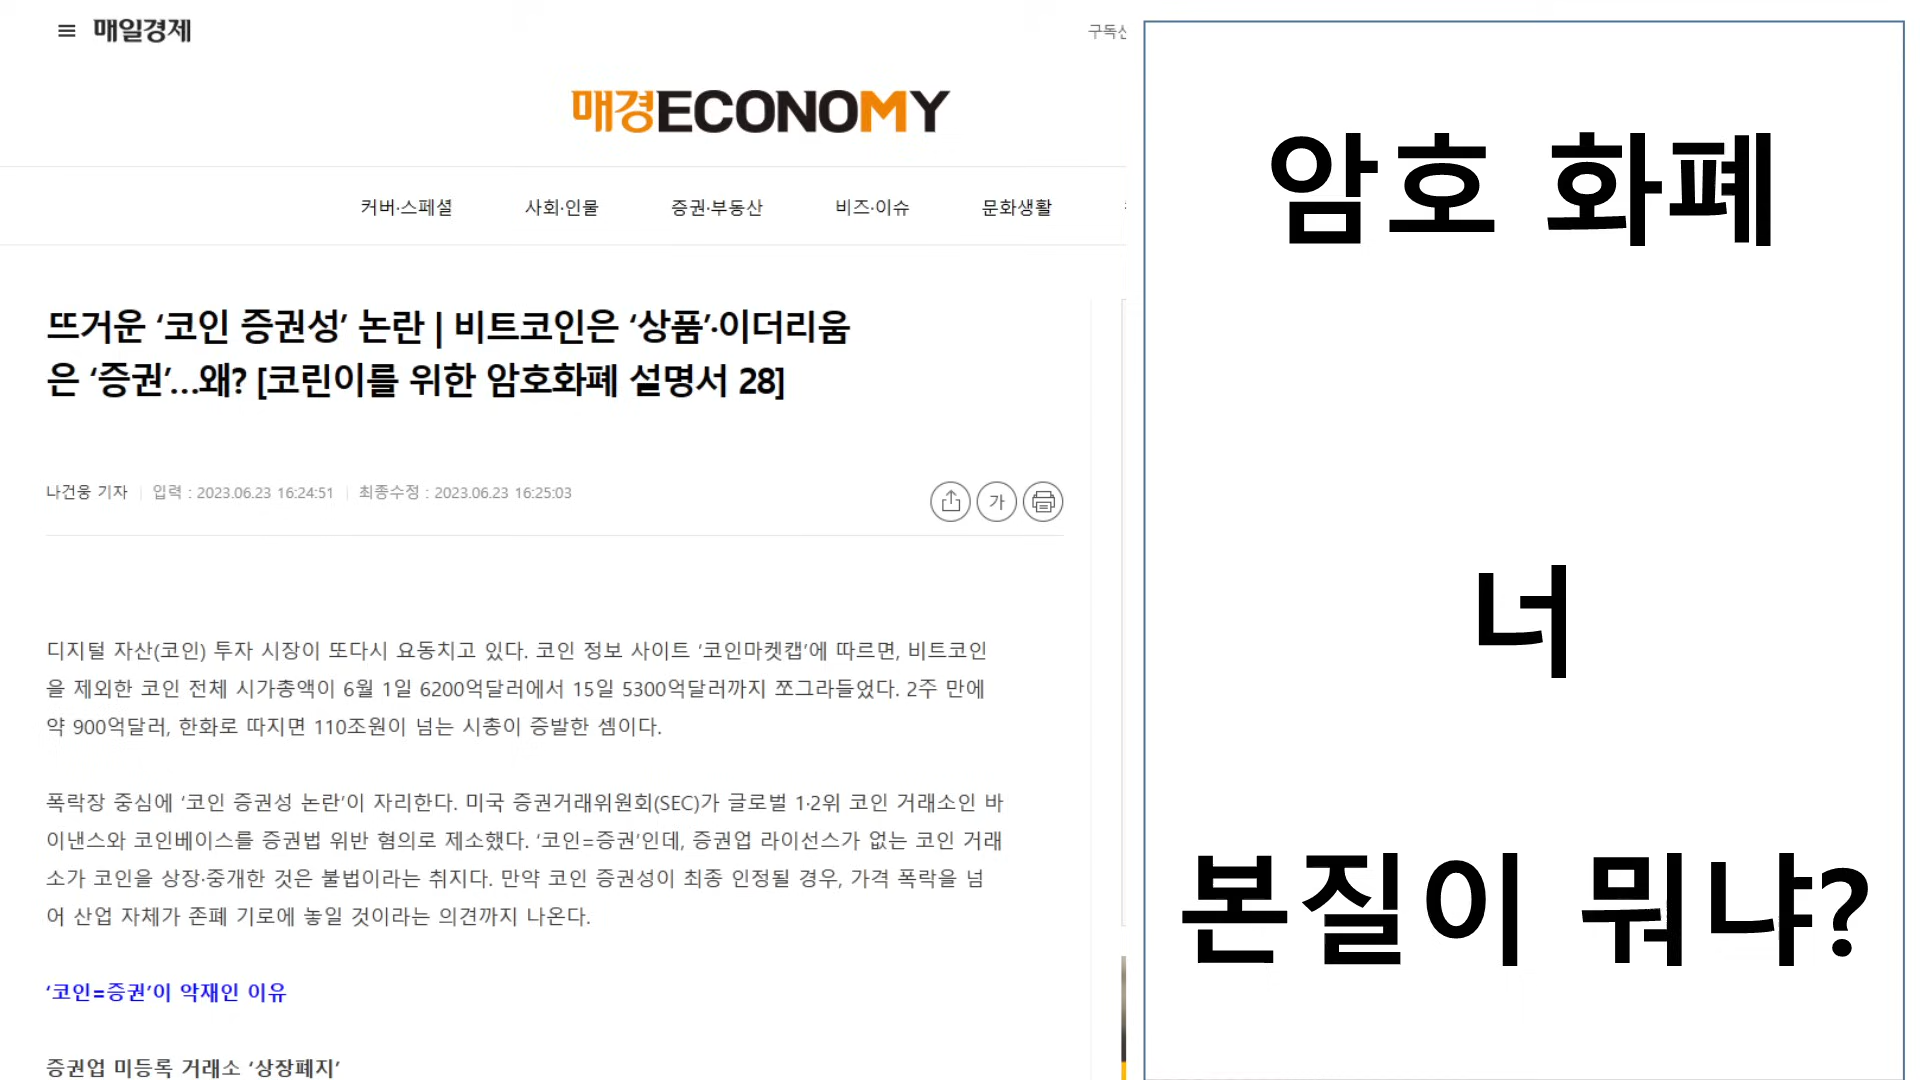 매일경제
구독신
매경ECONOMY
커버·스페셜
사회·인물
증권·부동산
비즈·이슈
문화생활
뜨거운 ‘코인 증권성’ 논란 | 비트코인은 ‘상품’·이더리움
은 ‘증권’…왜? [코린이를 위한 암호화폐 설명서 28]
나건웅 기자 입력 : 2023.06.23 16:24:51 최종수정 : 2023.06.23 16:25:03
가
디지털 자산(코인) 투자 시장이 또다시 요동치고 있다. 코인 정보 사이트 ‘코인마켓캡’에 따르면, 비트코인
을 제외한 코인 전체 시가총액이 6월 1일 6200억달러에서 15일 5300억달러까지 쪼그라들었다. 2주 만에
약 900억달러, 한화로 따지면 110조원이 넘는 시총이 증발한 셈이다.
폭락장 중심에 ‘코인 증권성 논란’이 자리한다. 미국 증권거래위원회(SEC)가 글로벌 1·2위 코인 거래소인 바
이낸스와 코인베이스를 증권법 위반 혐의로 제소했다. ‘코인=증권’인데, 증권업 라이선스가 없는 코인 거래
소가 코인을 상장·중개한 것은 불법이라는 취지다. 만약 코인 증권성이 최종 인정될 경우, 가격 폭락을 넘
어 산업 자체가 존폐 기로에 놓일 것이라는 의견까지 나온다.
‘코인=증권’이 악재인 이유
증권업 미등록 거래소 ‘상장폐지’
암호 화폐
너
본질이 뭐냐?